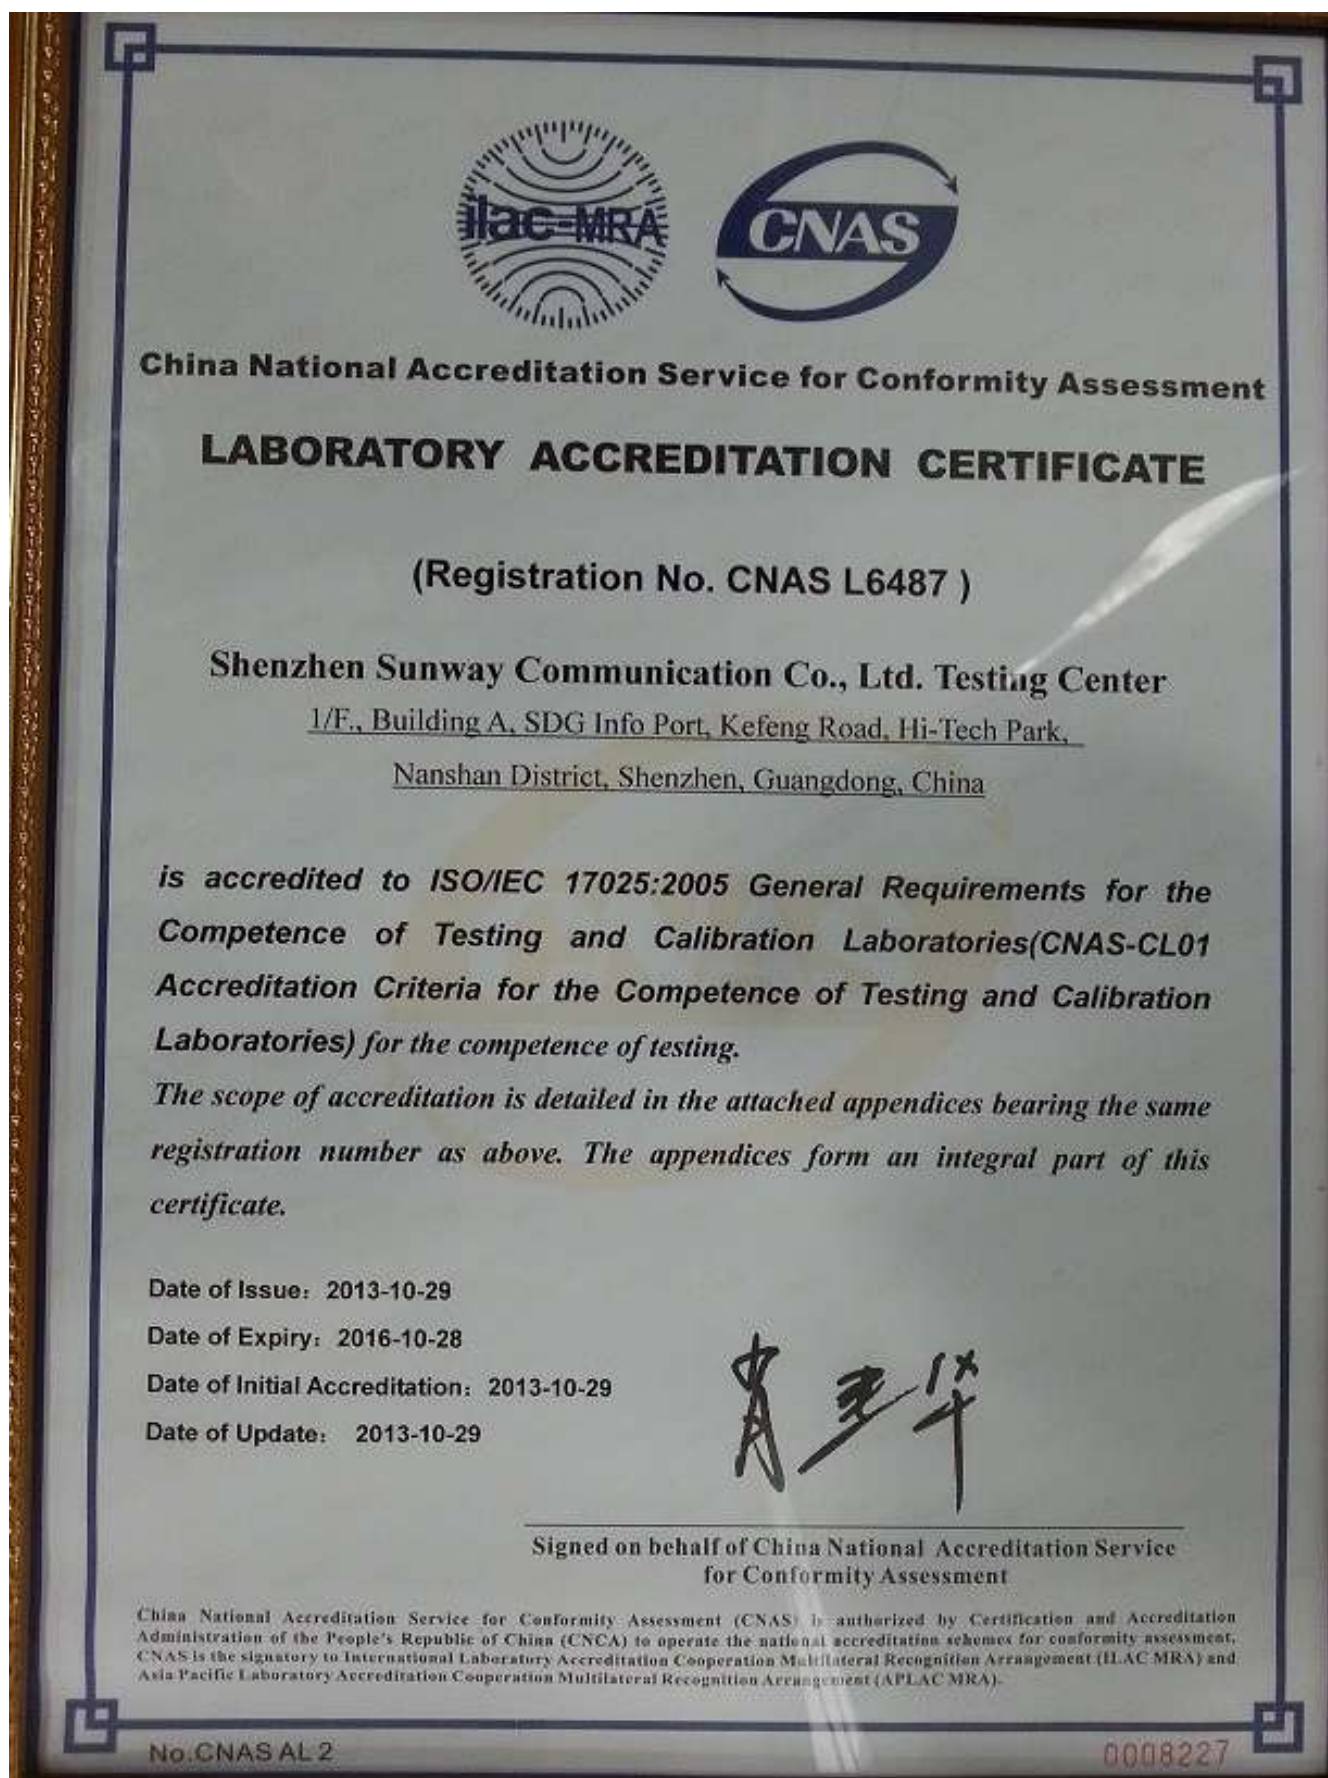 ilac-MRA
CNAS
China National Accreditation Service for Conformity Assessment
LABORATORY ACCREDITATION CERTIFICATE
(Registration No. CNAS L6487 )
Shenzhen Sunway Communication Co., Ltd. Testing Center
1/F., Building A, SDG Info Port, Kefeng Road, Hi-Tech Park,
Nanshan District, Shenzhen, Guangdong, China
is accredited to ISO/IEC 17025:2005 General Requirements for the
Competence of Testing and Calibration Laboratories(CNAS-CL01
Accreditation Criteria for the Competence of Testing and Calibration
Laboratories) for the competence of testing.
The scope of accreditation is detailed in the attached appendices bearing the same
registration number as above. The appendices form an integral part of this
certificate.
Date of Issue: 2013-10-29
Date of Expiry: 2016-10-28
Date of Initial Accreditation: 2013-10-29
Date of Update: 2013-10-29
Signed on behalf of China National Accreditation Service
for Conformity Assessment
China National Accreditation Service for Conformity Assessment (CNAS) is authorized by Certification and Accreditation
Administration of the People's Republic of China (CNCA) to operate the national accreditation schemes for conformity assessment.
CNAS is the signatory to International Laboratory Accreditation Cooperation Multilateral Recognition Arrangement (ILAC MRA) and
Asia Pacific Laboratory Accreditation Cooperation Multilateral Recognition Arrangement (APLAC MRA).
No.CNAS AL 2
0008227